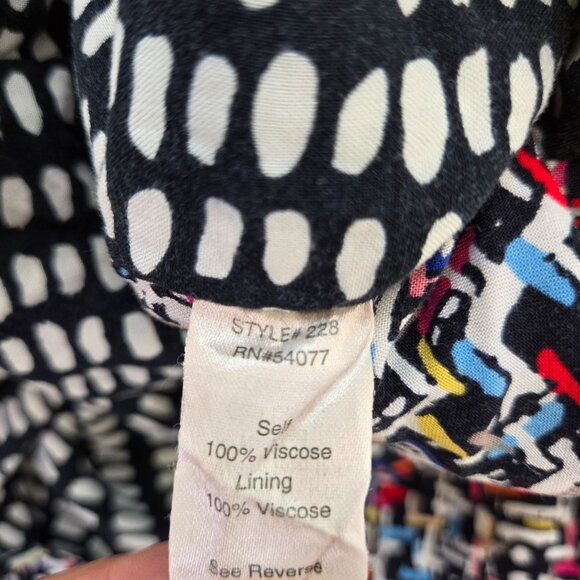 STYLE# 228
RN#54077
Self
100% Viscose
Lining
100% Viscose
See Reverse